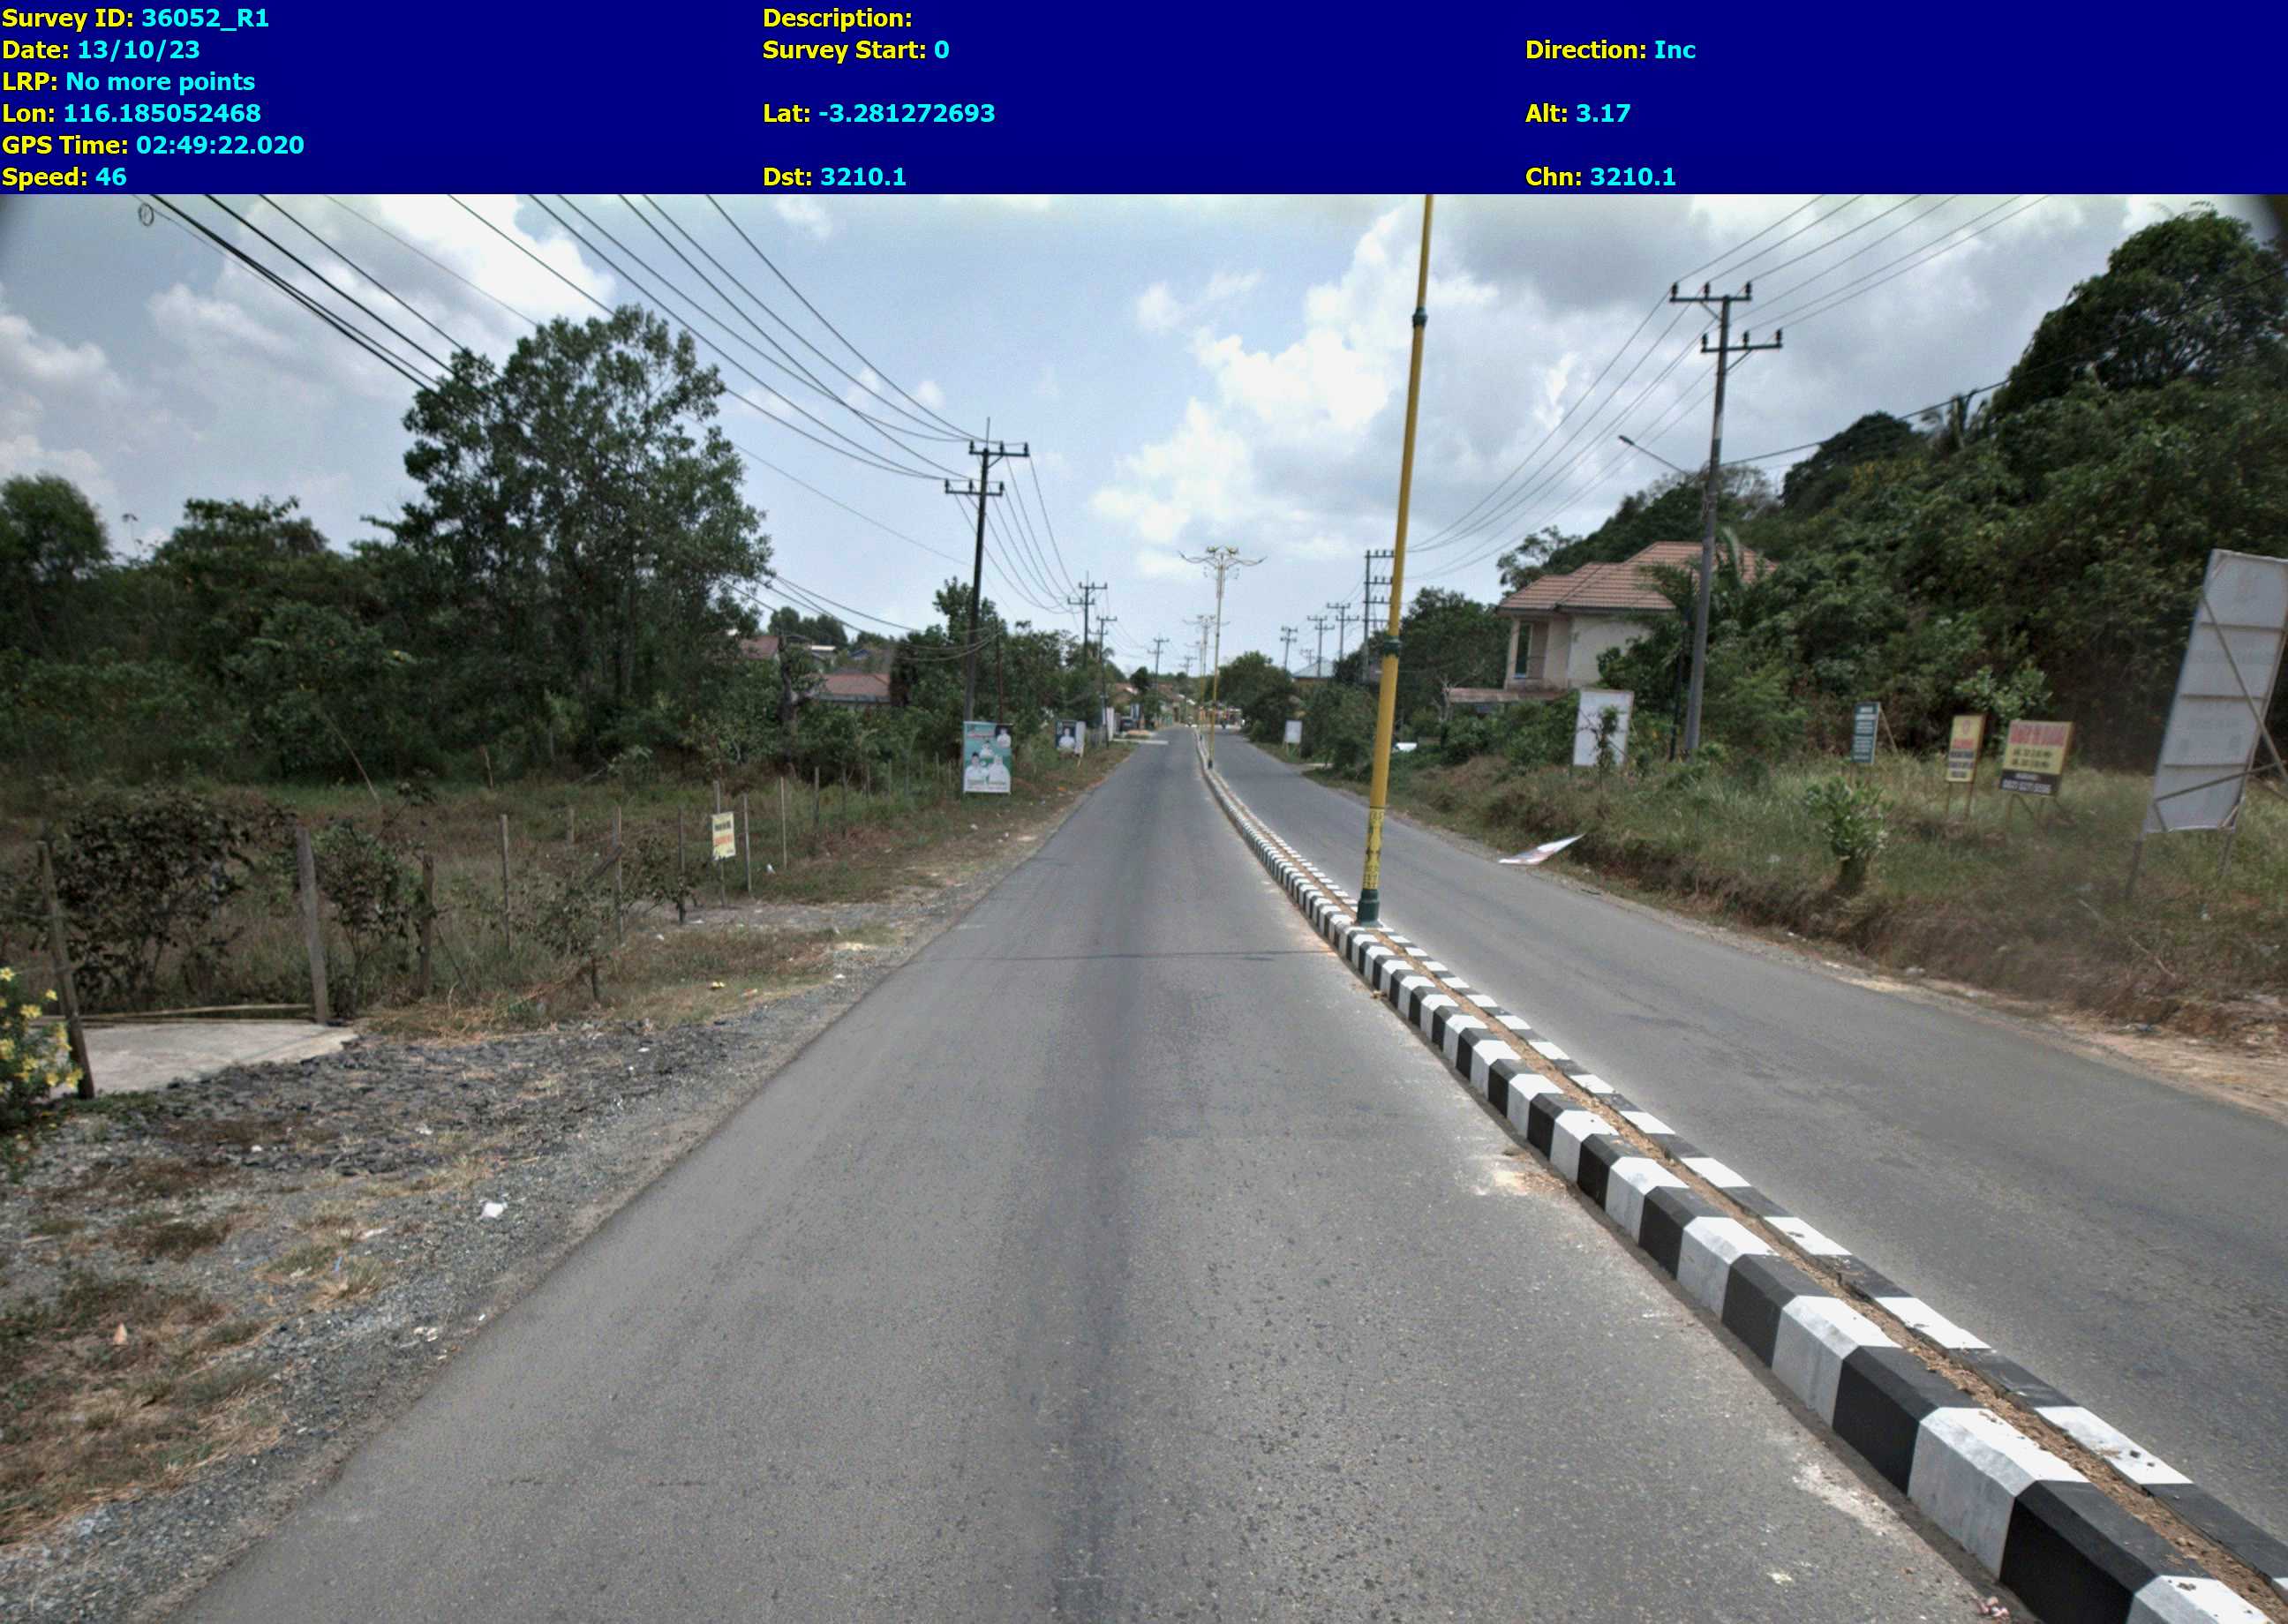 Survey ID: 36052_R1
Description:
Date: 13/10/23
Survey Start: 0
Direction: Inc
LRP: No more points
Lon: 116.185052468
Lat: -3.281272693
Alt: 3.17
GPS Time: 02:49:22.020
Speed: 46
Dst: 3210.1
Chn: 3210.1